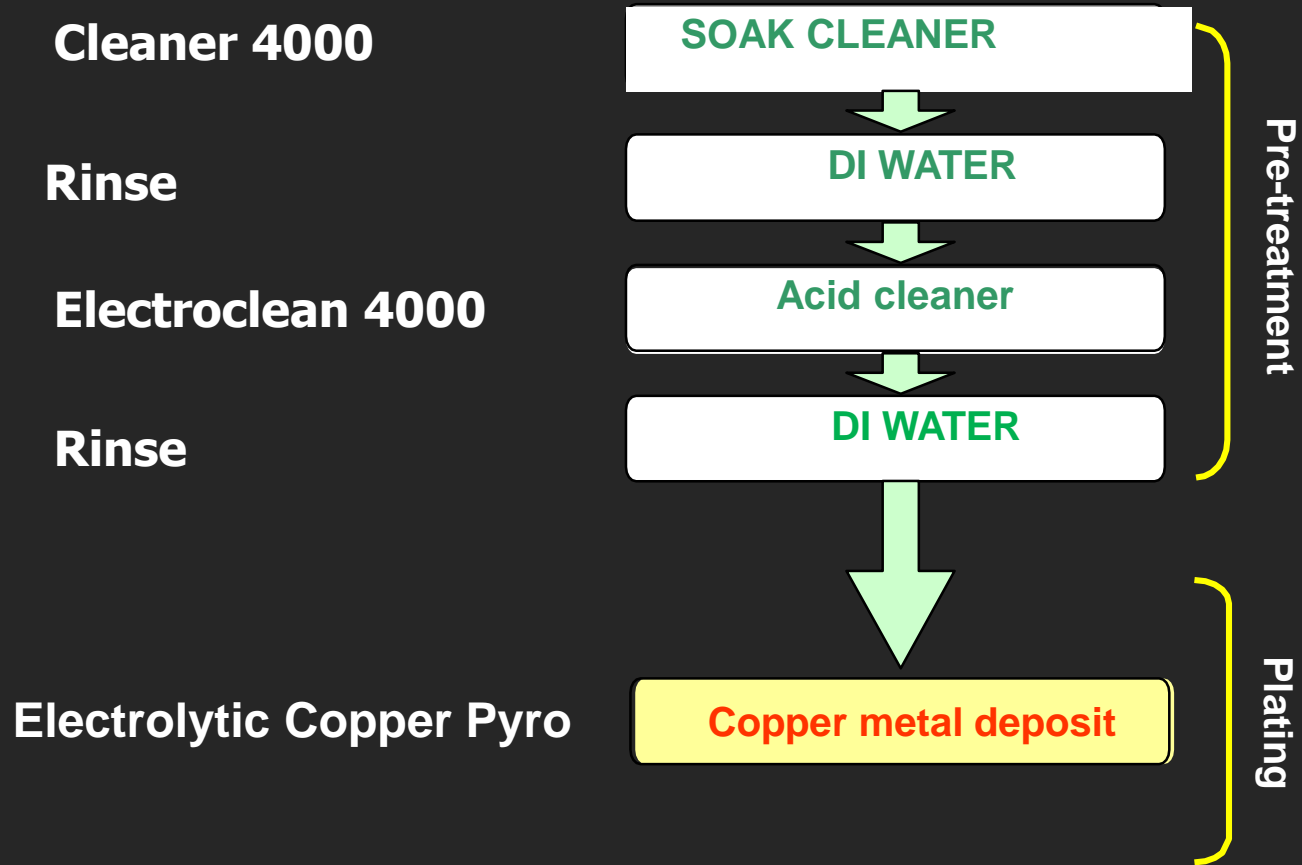 Cleaner 4000
SOAK CLEANER
Rinse
DI WATER
Electroclean 4000
Acid cleaner
Rinse
DI WATER
Pre-treatment
Electrolytic Copper Pyro
Copper metal deposit
Plating